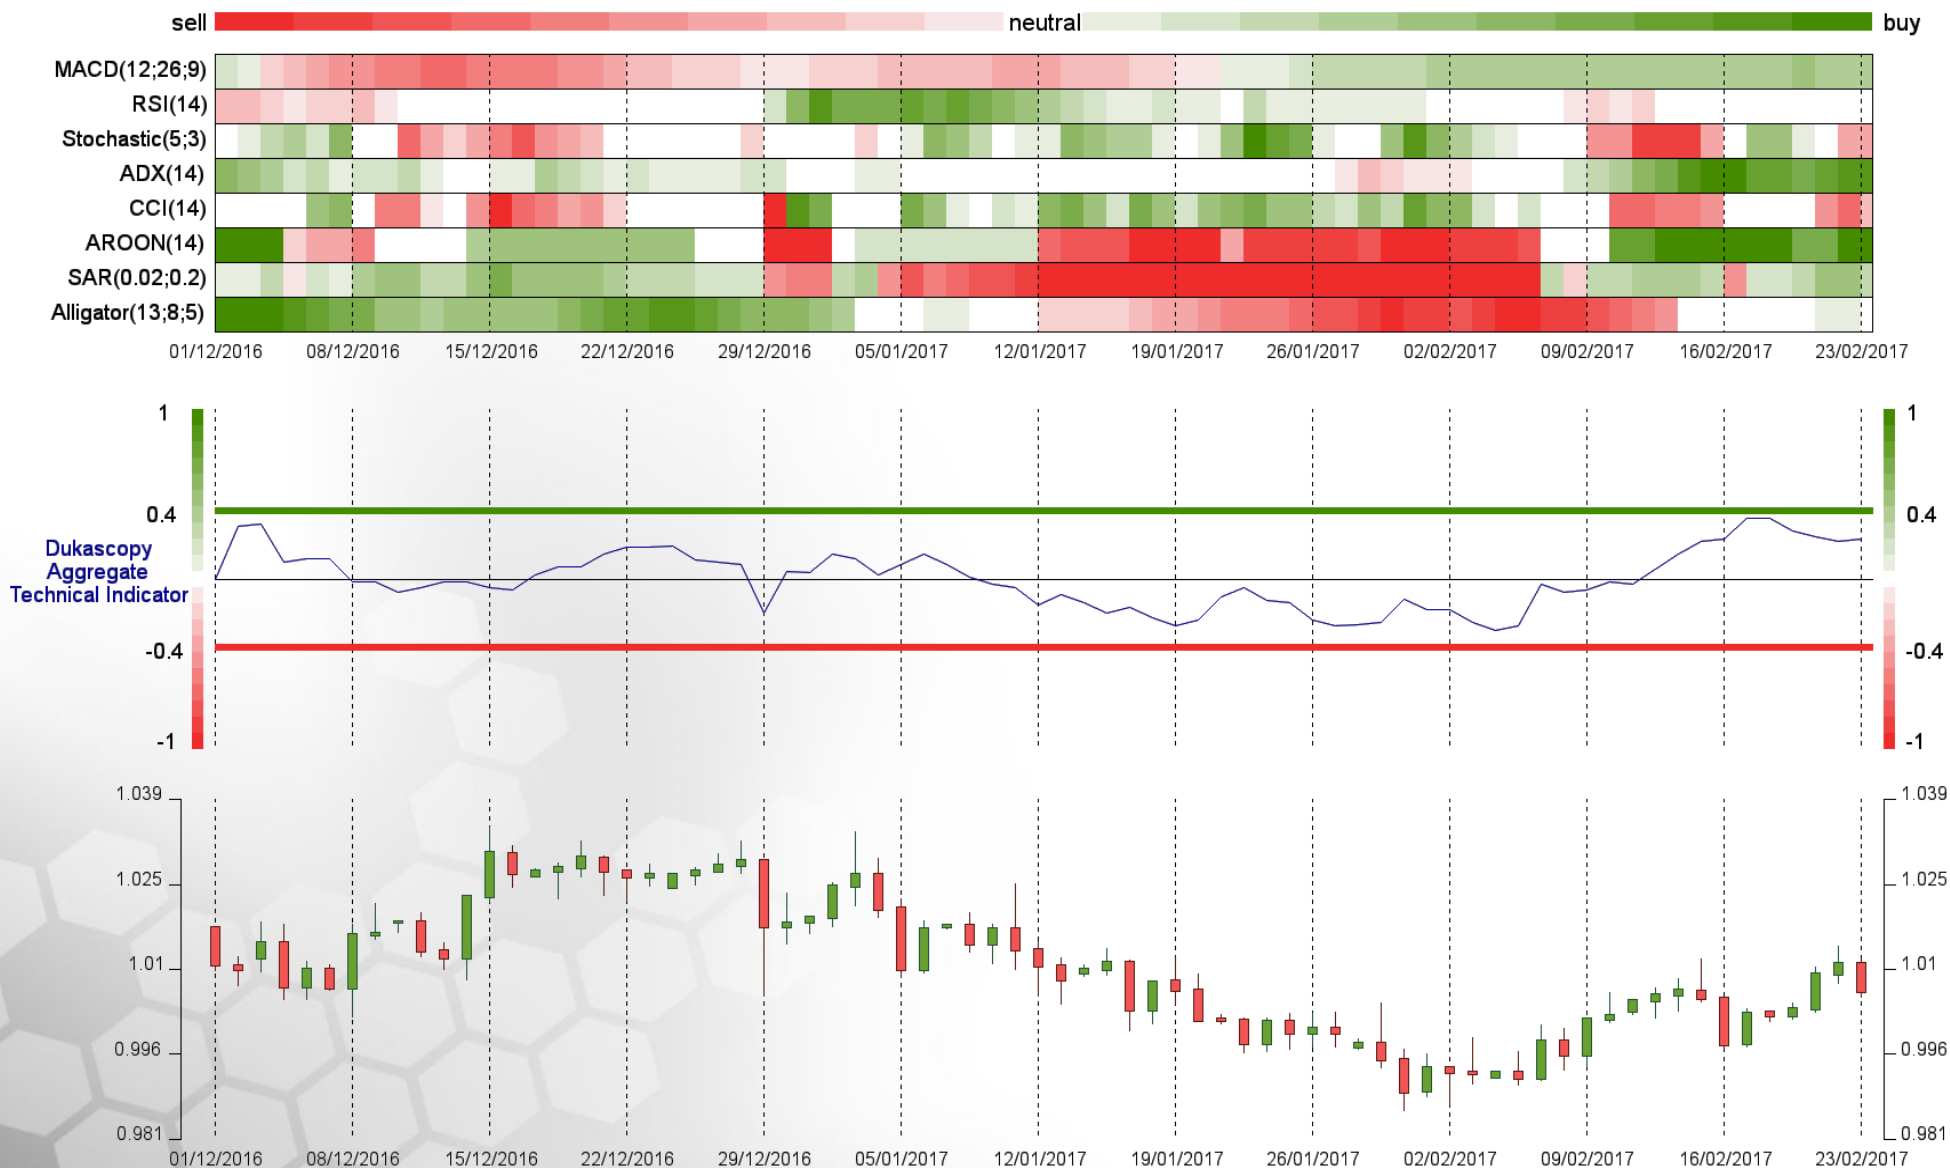 sell neutral buy
MACD(12;26;9)
RSI(14)
Stochastic(5;3)
ADX(14)
CCI(14)
AROON(14)
SAR(0.02;0.2)
Alligator(13;8;5)
01/12/2016 08/12/2016 15/12/2016 22/12/2016 29/12/2016 05/01/2017 12/01/2017 19/01/2017 26/01/2017 02/02/2017 09/02/2017 16/02/2017 23/02/2017
1 1
0.4 0.4
Dukascopy
Aggregate
Technical Indicator
-0.4 -0.4
-1 -1
1.039 1.039
1.025 1.025
1.01 1.01
0.996 0.996
0.981 0.981
01/12/2016 08/12/2016 15/12/2016 22/12/2016 29/12/2016 05/01/2017 12/01/2017 19/01/2017 26/01/2017 02/02/2017 09/02/2017 16/02/2017 23/02/2017